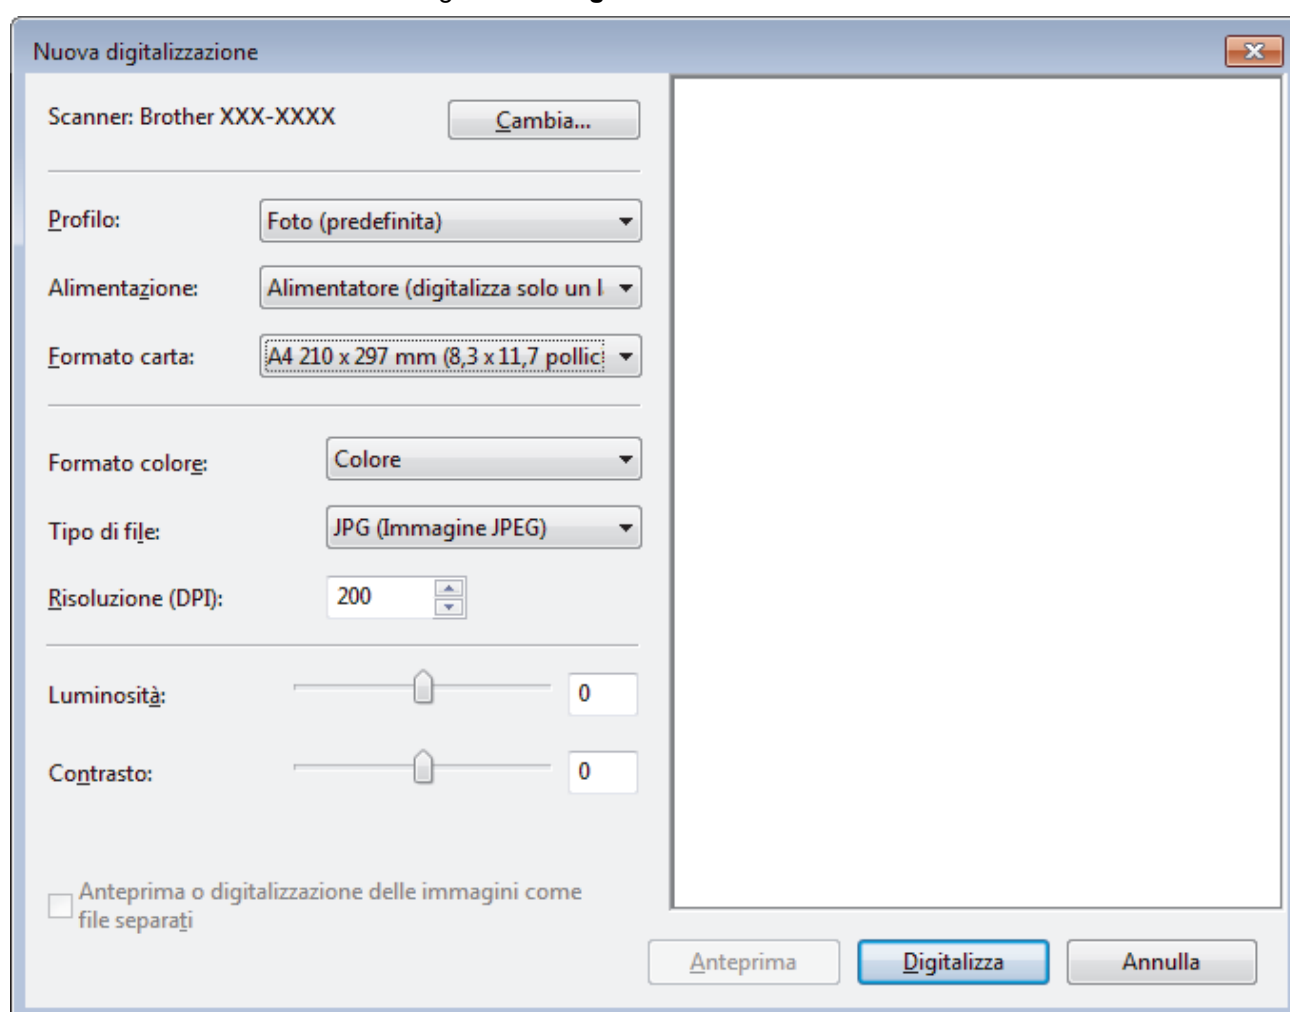 Nuova digitalizzazione
Scanner: Brother XXX-XXXX
Cambia...
Profilo:
Foto (predefinita)
Alimentazione:
Alimentatore (digitalizza solo un l
Formato carta:
A4 210 x 297 mm (8,3 x 11,7 pollici
Formato colore:
Colore
Tipo di file:
JPG (Immagine JPEG)
Risoluzione (DPI):
200
Luminosità:
0
Contrasto:
0
Anteprima o digitalizzazione delle immagini come
file separati
Anteprima
Digitalizza
Annulla